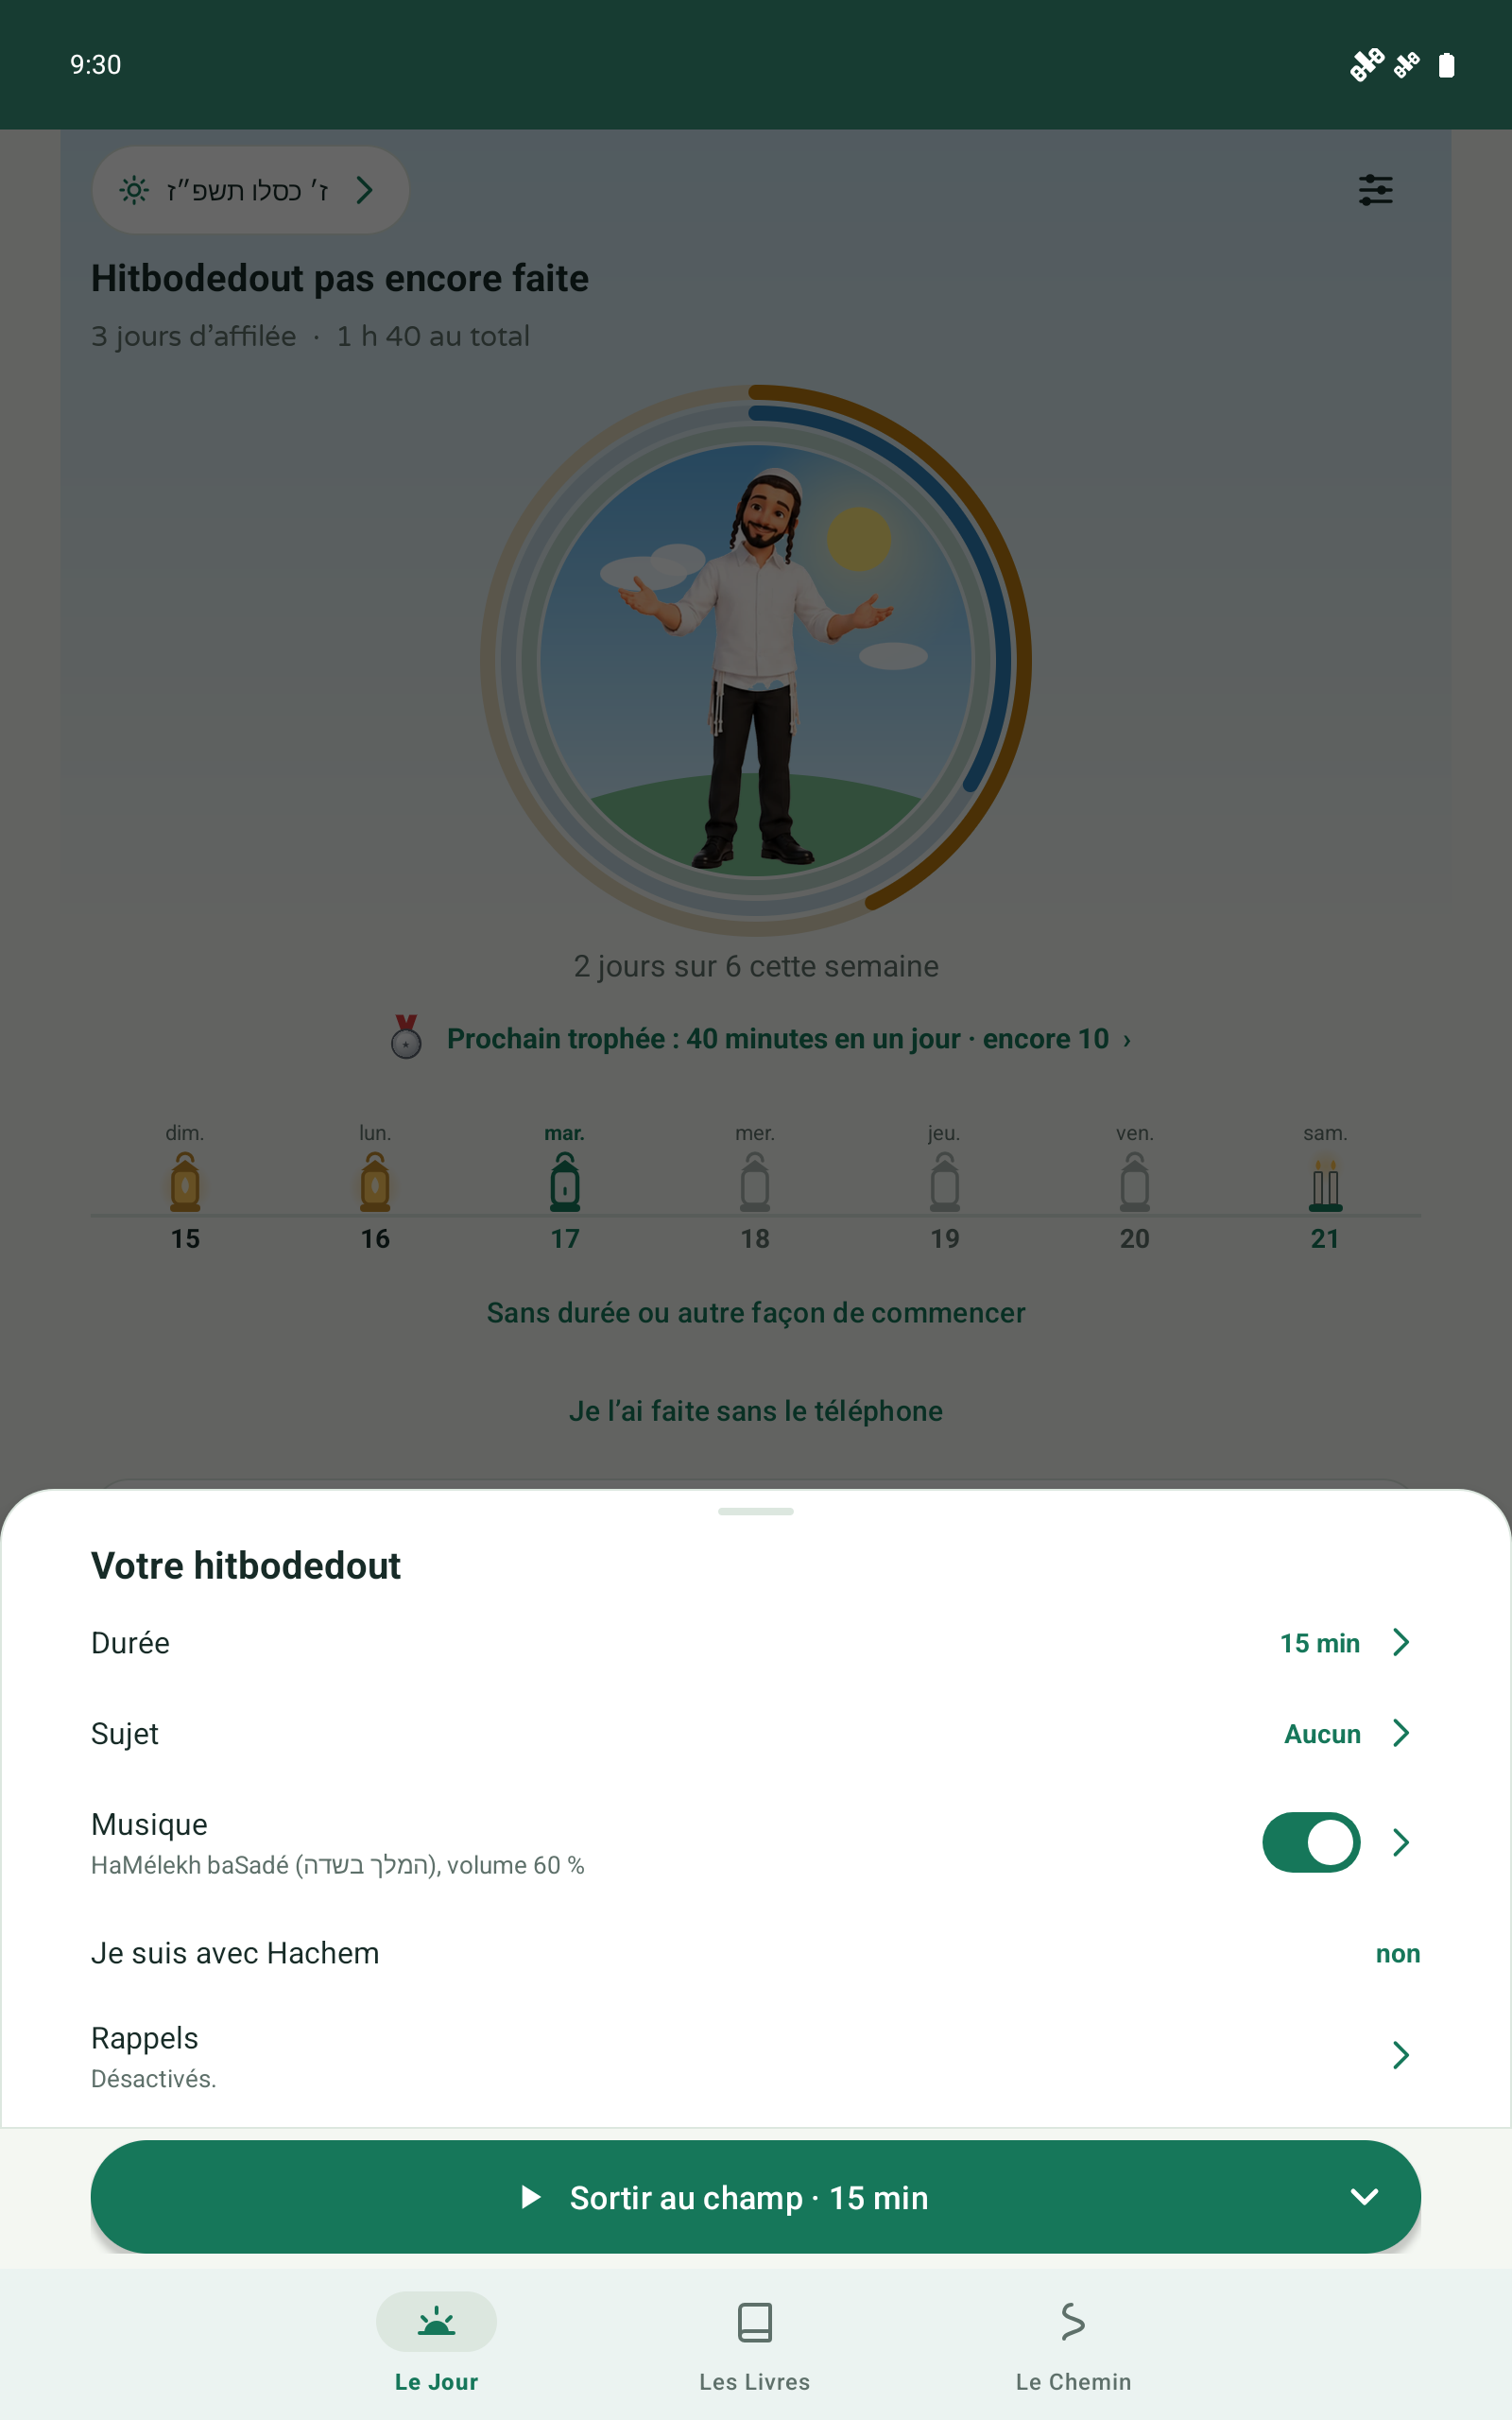 9:30
ז׳ כסלו תשפ״ז
Hitbodedout pas encore faite
3 jours d’affilée · 1 h 40 au total
2 jours sur 6 cette semaine
Prochain trophée : 40 minutes en un jour · encore 10 ›
dim. lun. mar. mer. jeu. ven. sam.
15 16 17 18 19 20 21
Sans durée ou autre façon de commencer
Je l’ai faite sans le téléphone
Votre hitbodedout
Durée 15 min
Sujet Aucun
Musique
HaMélekh baSadé (המלך בשדה), volume 60 %
Je suis avec Hachem non
Rappels
Désactivés.
Sortir au champ · 15 min
Le Jour Les Livres Le Chemin